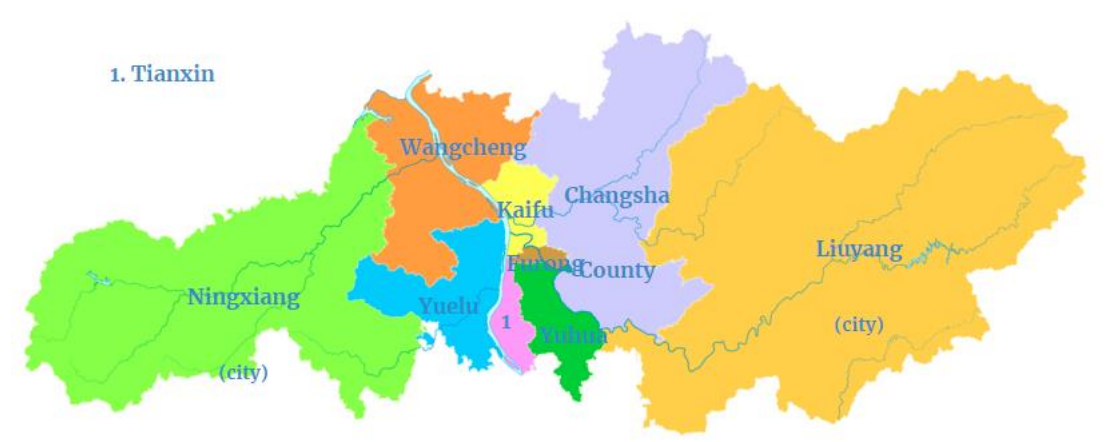 1. Tianxin
Wangcheng
Kaifu
Changsha
County
Furong
Liuyang
(city)
Ningxiang
(city)
Yuelu
1
Yuhua